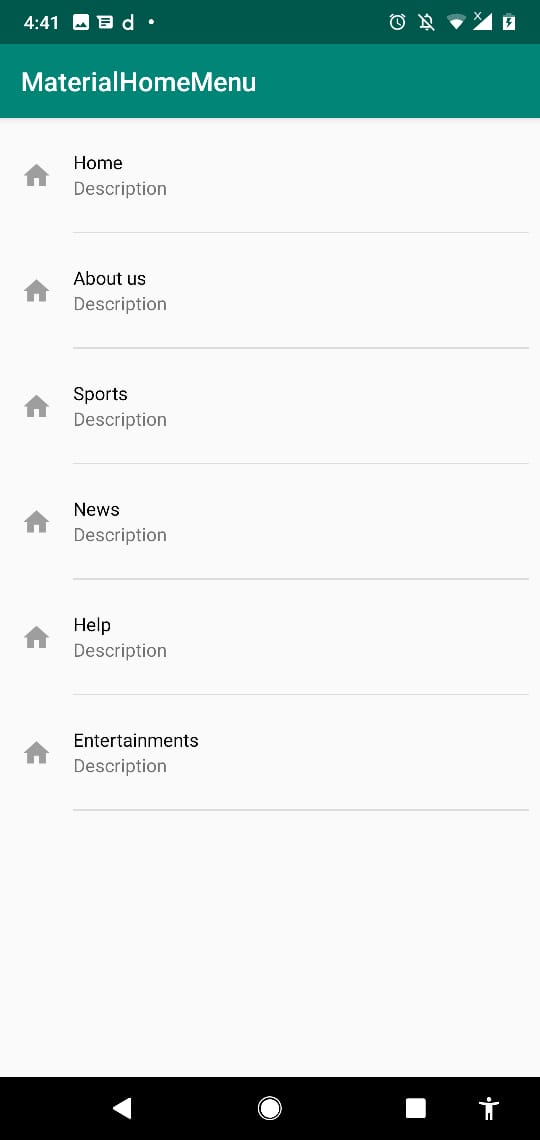 4:41
MaterialHomeMenu
Home
Description
About us
Description
Sports
Description
News
Description
Help
Description
Entertainments
Description